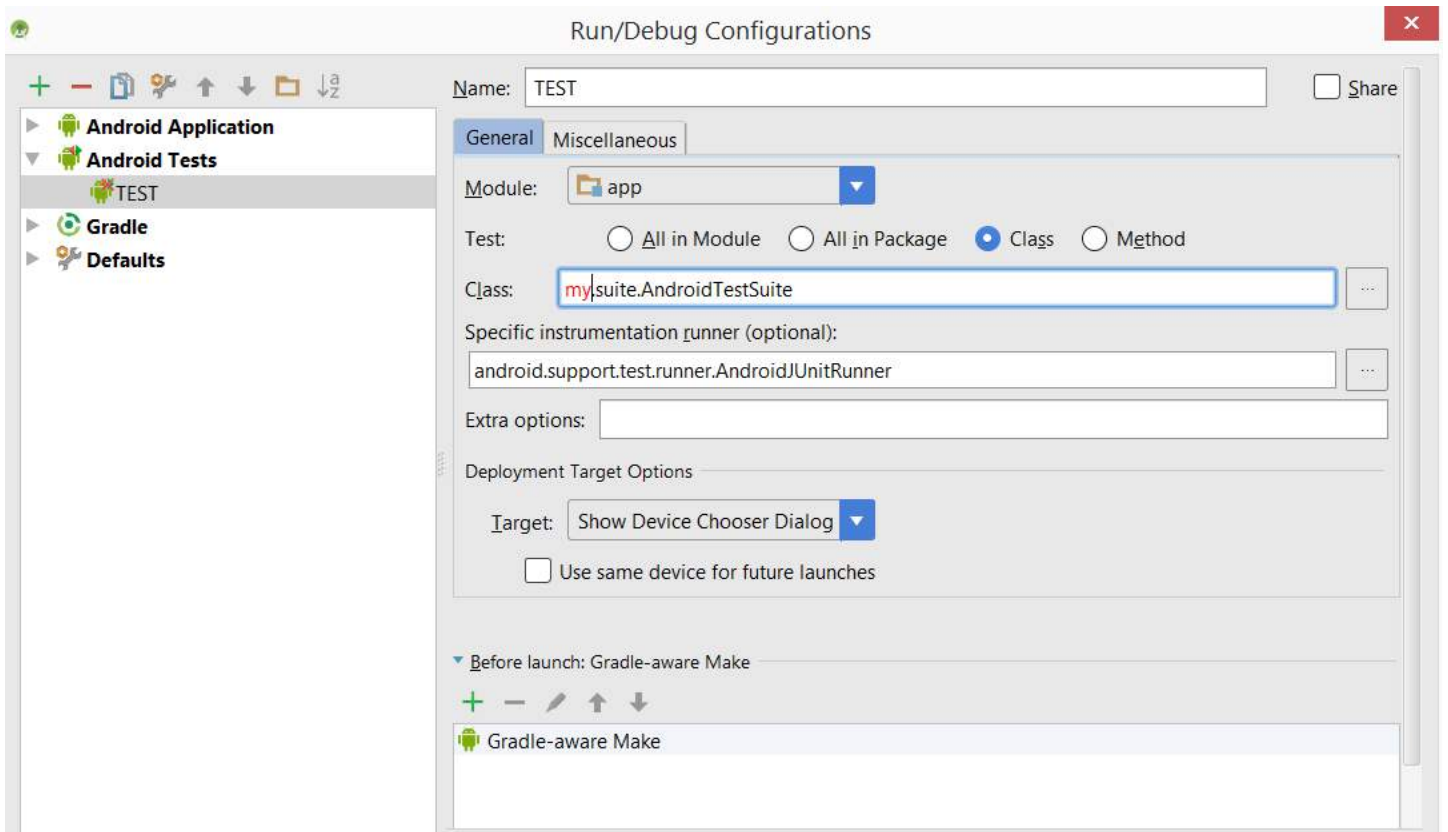 Run/Debug Configurations
Name: TEST
Share
Android Application
Android Tests
TEST
Gradle
Defaults
General Miscellaneous
Module: app
Test: All in Module All in Package Class Method
Class: my.suite.AndroidTestSuite ...
Specific instrumentation runner (optional):
android.support.test.runner.AndroidJUnitRunner ...
Extra options:
Deployment Target Options
Target: Show Device Chooser Dialog
Use same device for future launches
Before launch: Gradle-aware Make
Gradle-aware Make